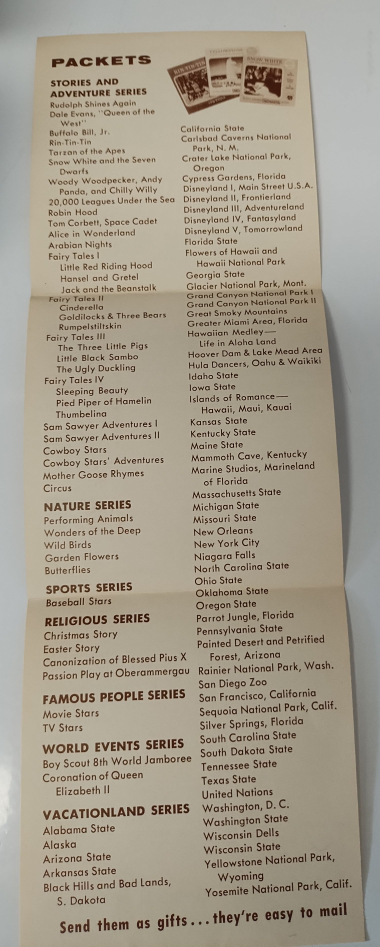 PACKETS
STORIES AND
ADVENTURE SERIES
Rudolph Shines Again
Dale Evans, "Queen of the
West"
Buffalo Bill, Jr.
Rin-Tin-Tin
Tarzan of the Apes
Snow White and the Seven
Dwarfs
Woody Woodpecker, Andy
Panda, and Chilly Willy
20,000 Leagues Under the Sea
Robin Hood
Tom Corbett, Space Cadet
Alice in Wonderland
Arabian Nights
Fairy Tales I
Little Red Riding Hood
Hansel and Gretel
Jack and the Beanstalk
Fairy Tales II
Cinderella
Goldilocks & Three Bears
Rumpelstiltskin
Fairy Tales III
The Three Little Pigs
Little Black Sambo
The Ugly Duckling
Fairy Tales IV
Sleeping Beauty
Pied Piper of Hamelin
Thumbelina
Sam Sawyer Adventures I
Sam Sawyer Adventures II
Cowboy Stars
Cowboy Stars' Adventures
Mother Goose Rhymes
Circus
NATURE SERIES
Performing Animals
Wonders of the Deep
Wild Birds
Garden Flowers
Butterflies
SPORTS SERIES
Baseball Stars
RELIGIOUS SERIES
Christmas Story
Easter Story
Canonization of Blessed Pius X
Passion Play at Oberammergau
FAMOUS PEOPLE SERIES
Movie Stars
TV Stars
WORLD EVENTS SERIES
Boy Scout 8th World Jamboree
Coronation of Queen
Elizabeth II
VACATIONLAND SERIES
Alabama State
Alaska
Arizona State
Arkansas State
Black Hills and Bad Lands,
S. Dakota
RIN-TIN-TIN
SNOW WHITE
California State
Carlsbad Caverns National
Park, N. M.
Crater Lake National Park,
Oregon
Cypress Gardens, Florida
Disneyland I, Main Street U.S.A.
Disneyland II, Frontierland
Disneyland III, Adventureland
Disneyland IV, Fantasyland
Disneyland V, Tomorrowland
Florida State
Flowers of Hawaii and
Hawaii National Park
Georgia State
Glacier National Park, Mont.
Grand Canyon National Park I
Grand Canyon National Park II
Great Smoky Mountains
Greater Miami Area, Florida
Hawaiian Medley—
Life in Aloha Land
Hoover Dam & Lake Mead Area
Hula Dancers, Oahu & Waikiki
Idaho State
Iowa State
Islands of Romance—
Hawaii, Maui, Kauai
Kansas State
Kentucky State
Maine State
Mammoth Cave, Kentucky
Marine Studios, Marineland
of Florida
Massachusetts State
Michigan State
Missouri State
New Orleans
New York City
Niagara Falls
North Carolina State
Ohio State
Oklahoma State
Oregon State
Parrot Jungle, Florida
Pennsylvania State
Painted Desert and Petrified
Forest, Arizona
Rainier National Park, Wash.
San Diego Zoo
San Francisco, California
Sequoia National Park, Calif.
Silver Springs, Florida
South Carolina State
South Dakota State
Tennessee State
Texas State
United Nations
Washington, D. C.
Washington State
Wisconsin Dells
Wisconsin State
Yellowstone National Park,
Wyoming
Yosemite National Park, Calif.
Send them as gifts...they're easy to mail